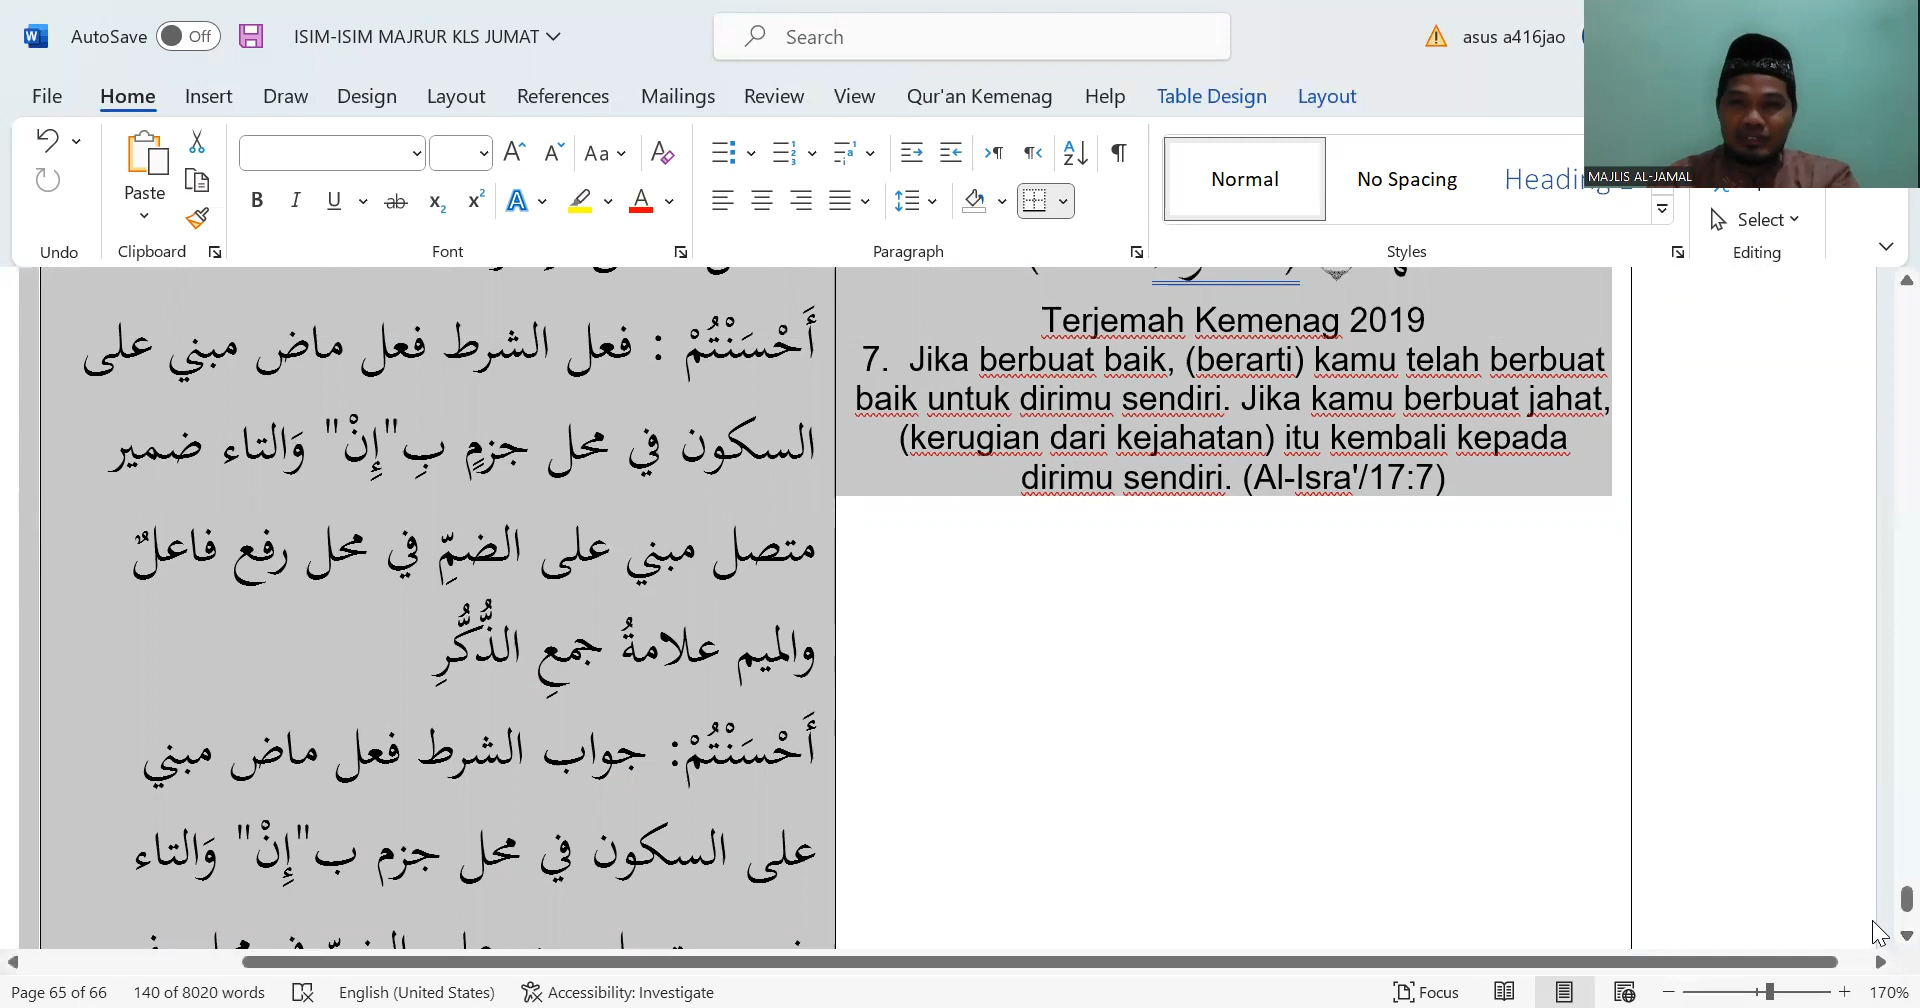 AutoSave Off ISIM-ISIM MAJRUR KLS JUMAT Search asus a416jao
File Home Insert Draw Design Layout References Mailings Review View Qur'an Kemenag Help Table Design Layout
MAJLIS AL-JAMAL
Paste
Aa
B I U ab x₂ x² A A
Normal No Spacing Heading
Select
Undo Clipboard Font Paragraph Styles Editing
أَحْسَنْتُمْ : فعل الشرط فعل ماض مبني على
السكون في محل جزمٍ بِ"إِنْ" وَالتاء ضمير
متصل مبني على الضمِّ في محل رفع فاعلٌ
والميم علامةُ جمعِ الذُّكُّرِ
أَحْسَنْتُمْ: جواب الشرط فعل ماض مبني
على السكون في محل جزم ب"إِنْ" وَالتاء
Terjemah Kemenag 2019
7. Jika berbuat baik, (berarti) kamu telah berbuat
baik untuk dirimu sendiri. Jika kamu berbuat jahat,
(kerugian dari kejahatan) itu kembali kepada
dirimu sendiri. (Al-Isra'/17:7)
Page 65 of 66 140 of 8020 words English (United States) Accessibility: Investigate Focus 170%